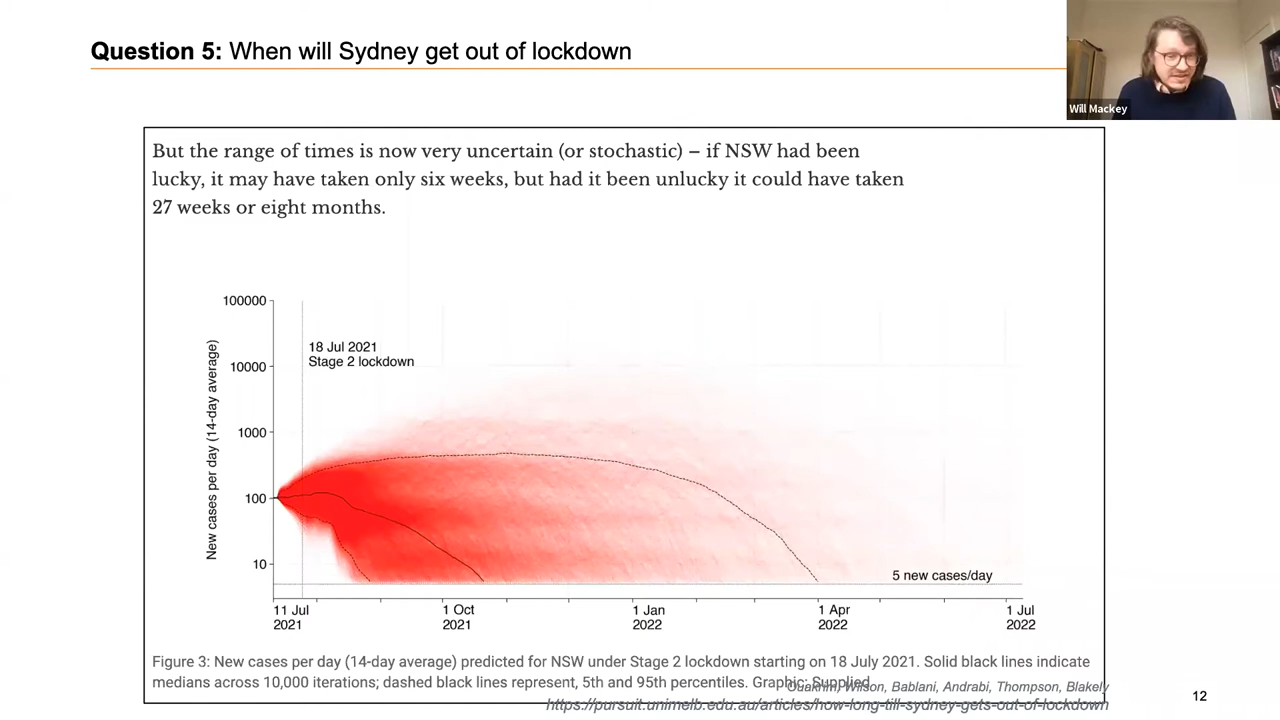 Question 5: When will Sydney get out of lockdown
Will Mackey
But the range of times is now very uncertain (or stochastic) – if NSW had been
lucky, it may have taken only six weeks, but had it been unlucky it could have taken
27 weeks or eight months.
New cases per day (14-day average)
100000
10000
1000
100
10
18 Jul 2021
Stage 2 lockdown
5 new cases/day
11 Jul
2021
1 Oct
2021
1 Jan
2022
1 Apr
2022
1 Jul
2022
Figure 3: New cases per day (14-day average) predicted for NSW under Stage 2 lockdown starting on 18 July 2021. Solid black lines indicate
medians across 10,000 iterations; dashed black lines represent, 5th and 95th percentiles. Graphic: Supplied
Ouakrim, Wilson, Bablani, Andrabi, Thompson, Blakely
https://pursuit.unimelb.edu.au/articles/how-long-till-sydney-gets-out-of-lockdown
12